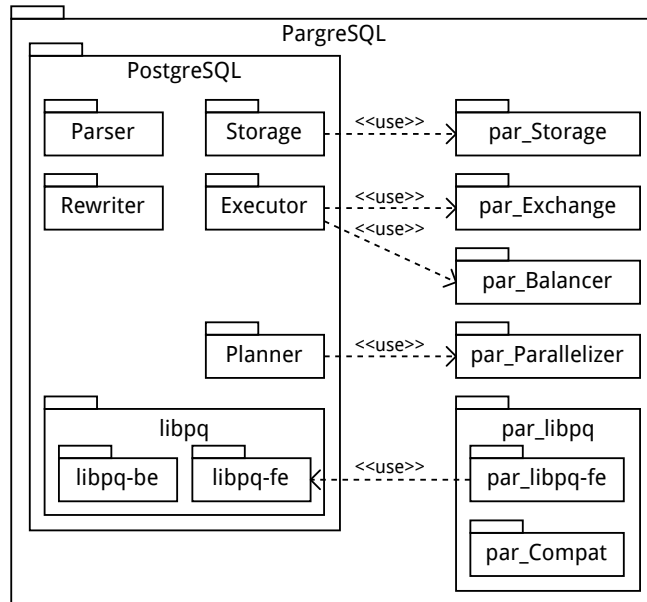 PargreSQL
PostgreSQL
Parser
Storage
<<use>>
par_Storage
Rewriter
Executor
<<use>>
par_Exchange
<<use>>
par_Balancer
Planner
<<use>>
par_Parallelizer
libpq
par_libpq
libpq-be
libpq-fe
<<use>>
par_libpq-fe
par_Compat